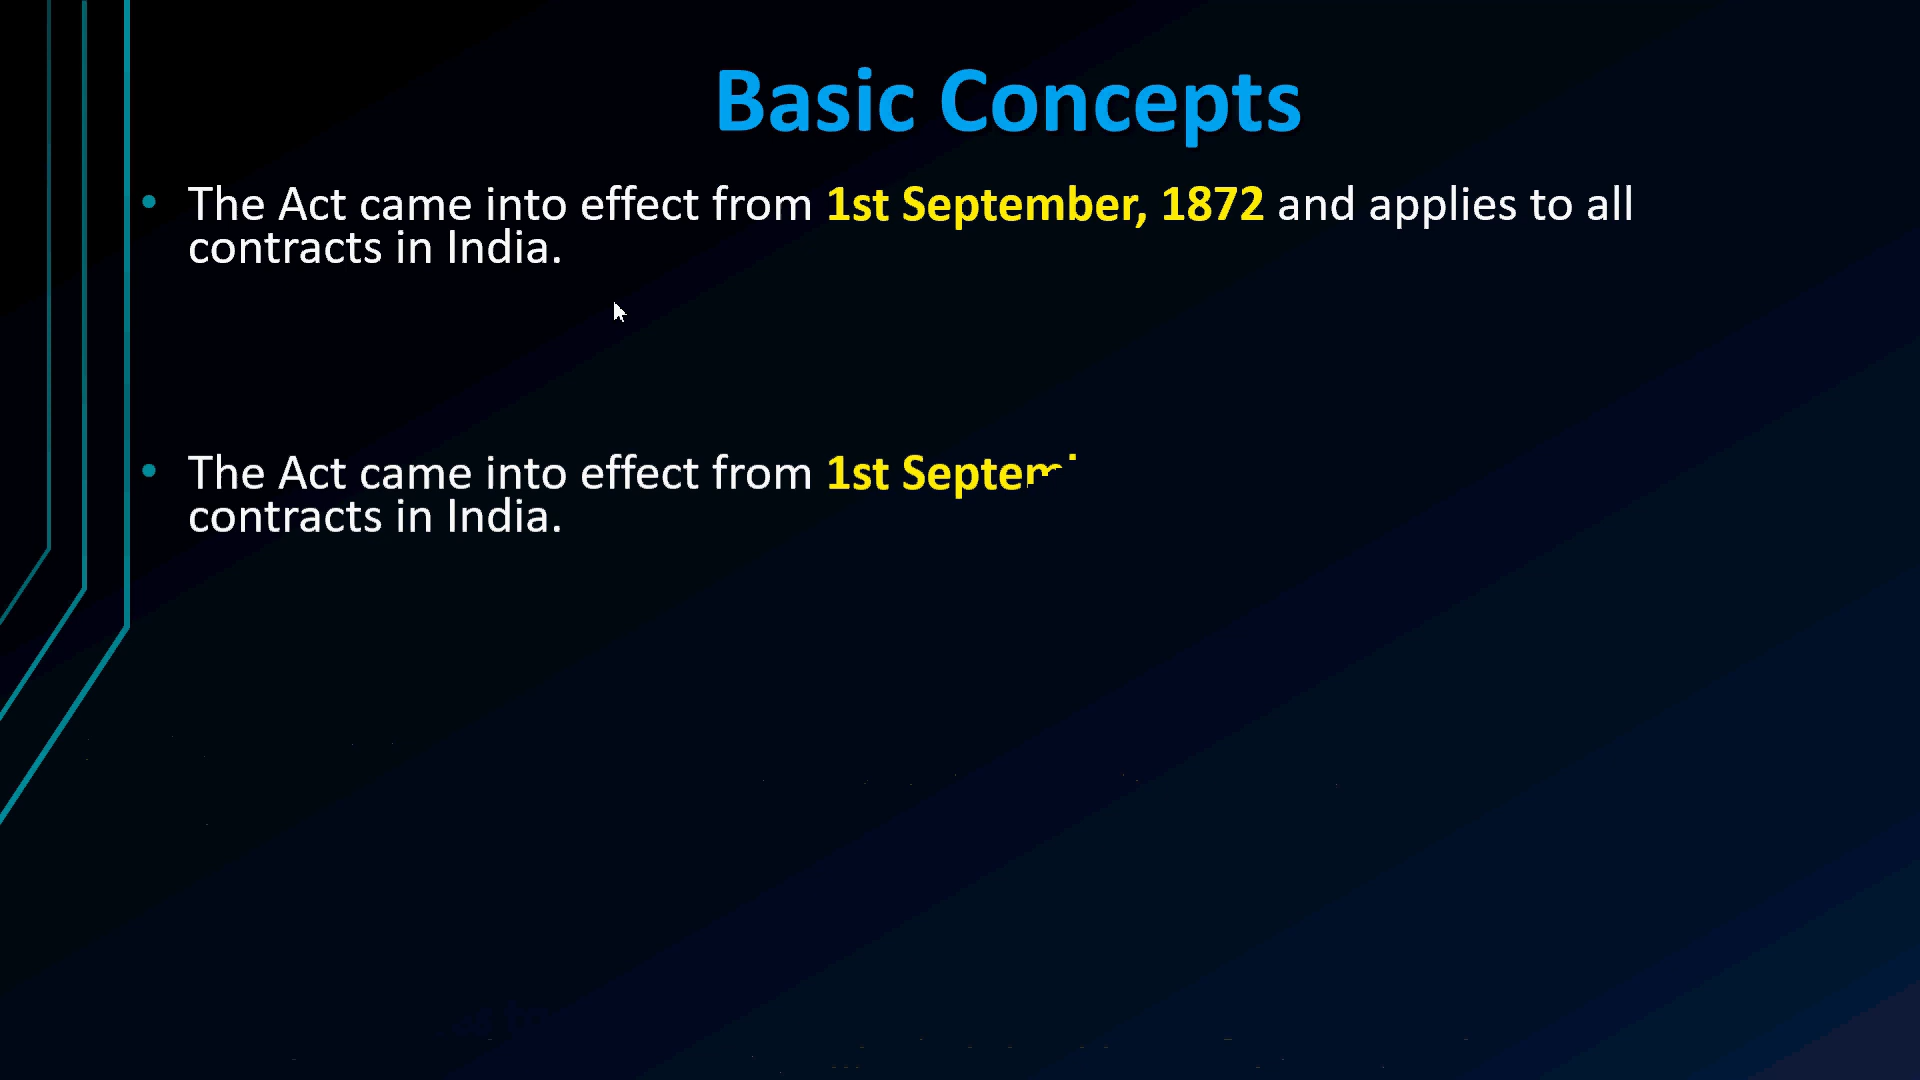 Basic Concepts
• The Act came into effect from 1st September, 1872 and applies to all
contracts in India.
• The Act came into effect from 1st Septem
contracts in India.